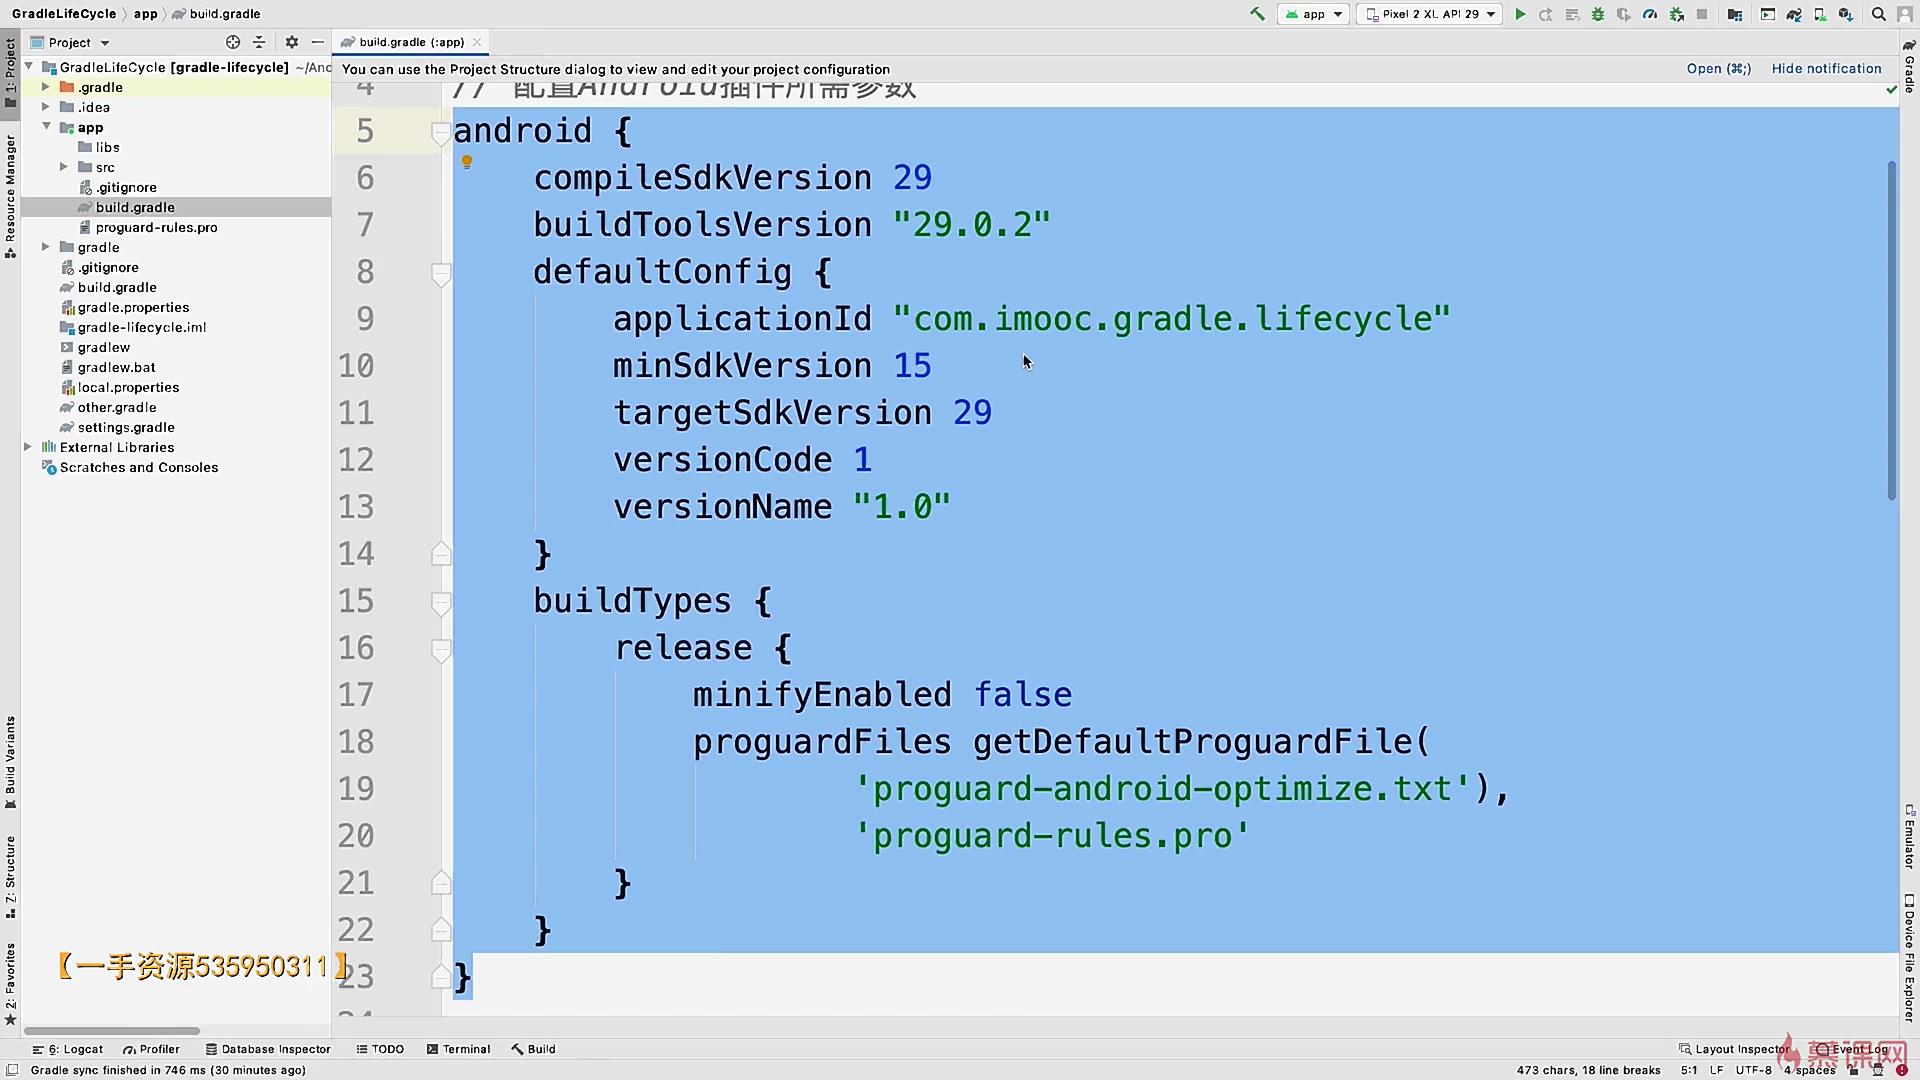 GradleLifeCycle
app
build.gradle
app
Pixel 2 XL API 29
Project
build.gradle (:app)
1: Project
Resource Manager
Build Variants
7: Structure
2: Favorites
Gradle
Emulator
Device File Explorer
GradleLifeCycle [gradle-lifecycle] ~/Anc
.gradle
.idea
app
libs
src
.gitignore
build.gradle
proguard-rules.pro
gradle
.gitignore
build.gradle
gradle.properties
gradle-lifecycle.iml
gradlew
gradlew.bat
local.properties
other.gradle
settings.gradle
External Libraries
Scratches and Consoles
You can use the Project Structure dialog to view and edit your project configuration
Open (⌘;)
Hide notification
4 // 配置Android插件所需参数
5 android {
6 compileSdkVersion 29
7 buildToolsVersion "29.0.2"
8 defaultConfig {
9 applicationId "com.imooc.gradle.lifecycle"
10 minSdkVersion 15
11 targetSdkVersion 29
12 versionCode 1
13 versionName "1.0"
14 }
15 buildTypes {
16 release {
17 minifyEnabled false
18 proguardFiles getDefaultProguardFile(
19 'proguard-android-optimize.txt'),
20 'proguard-rules.pro'
21 }
22 }
23 }
【一手资源535950311】
6: Logcat
Profiler
Database Inspector
TODO
Terminal
Build
Layout Inspector
Event Log
慕课网
Gradle sync finished in 746 ms (30 minutes ago)
473 chars, 18 line breaks
5:1
LF
UTF-8
4 spaces